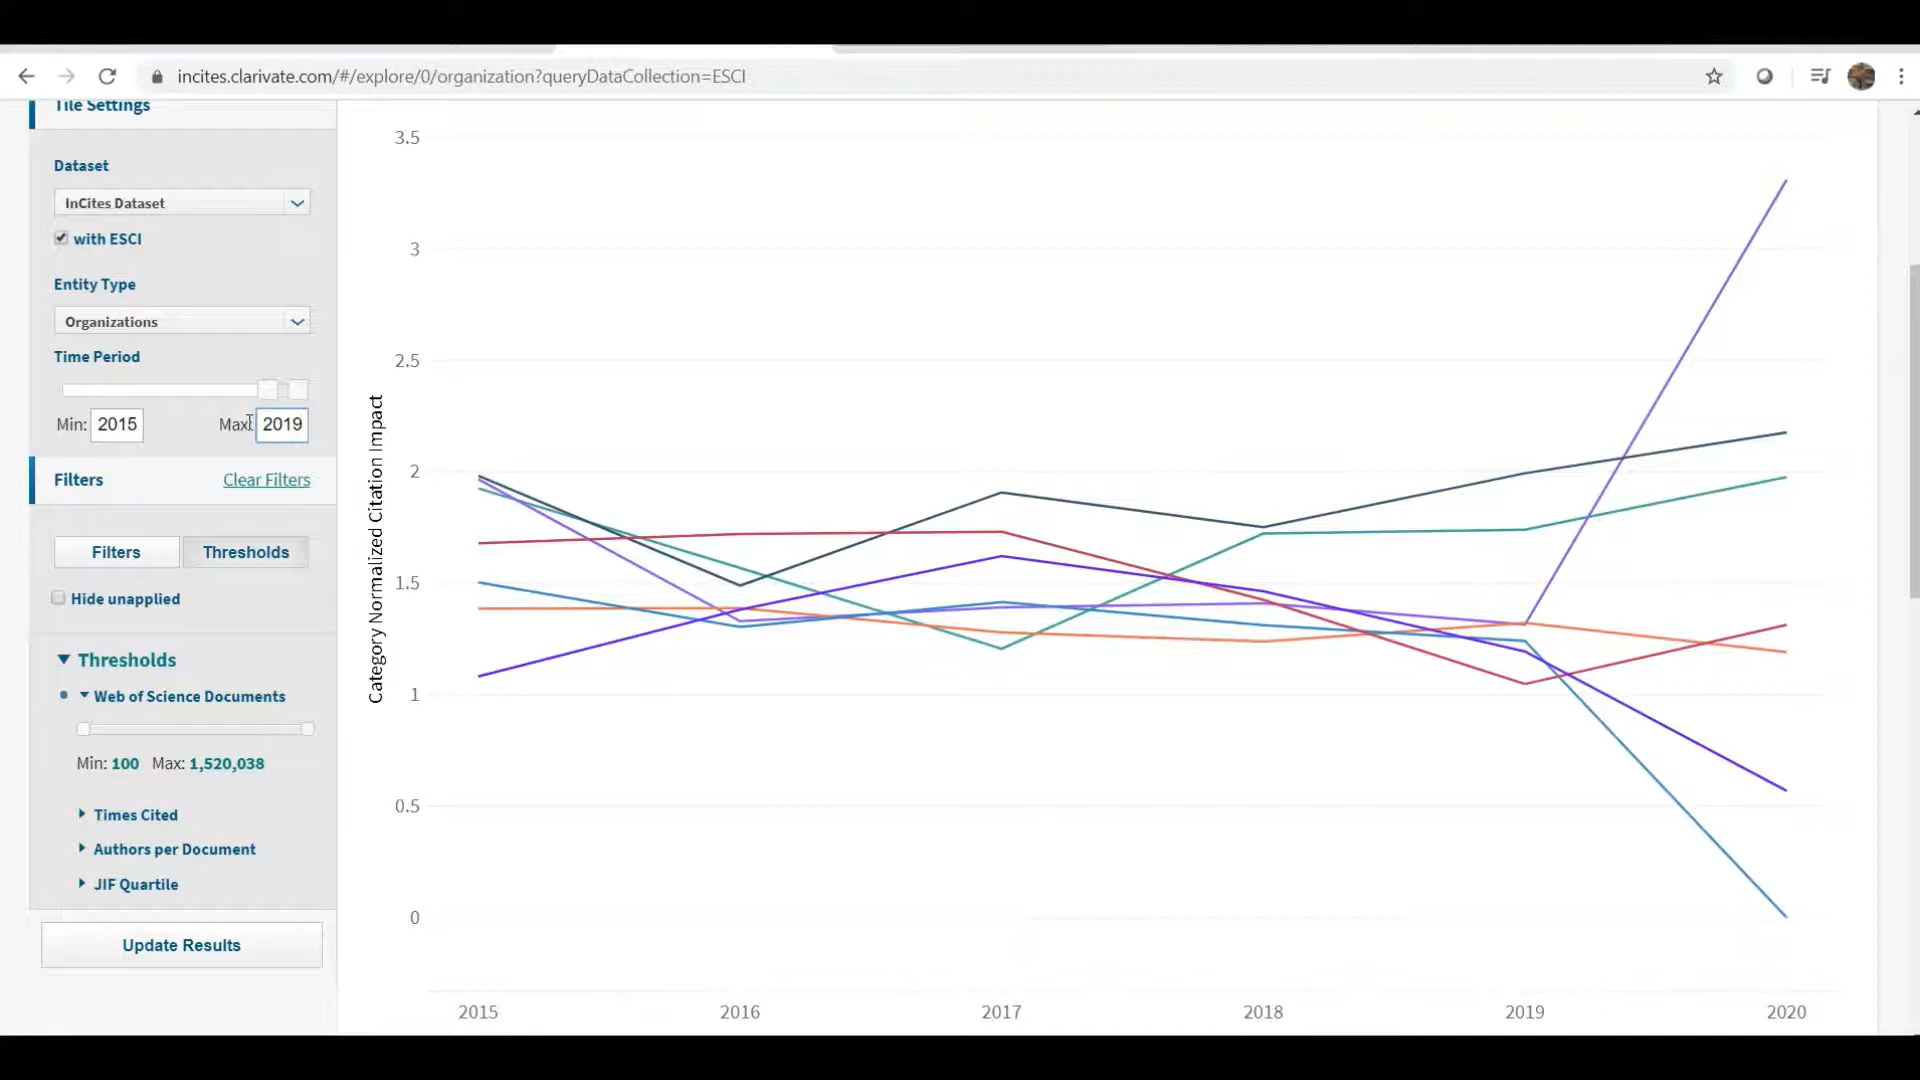 incites.clarivate.com/#/explore/0/organization?queryDataCollection=ESCI
Tile Settings
Dataset
InCites Dataset
with ESCI
Entity Type
Organizations
Time Period
Min: 2015 Max: 2019
Filters Clear Filters
Filters Thresholds
Hide unapplied
Thresholds
Web of Science Documents
Min: 100 Max: 1,520,038
Times Cited
Authors per Document
JIF Quartile
Update Results
Category Normalized Citation Impact
3.5
3
2.5
2
1.5
1
0.5
0
2015 2016 2017 2018 2019 2020